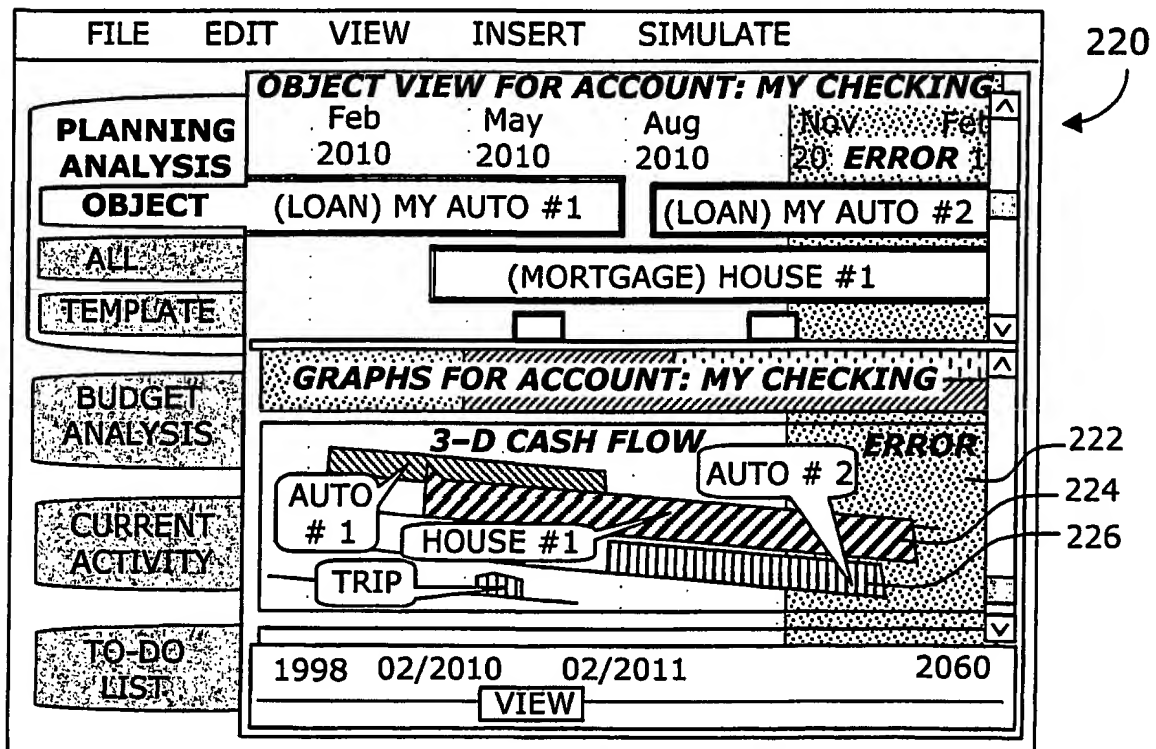 FILE EDIT VIEW INSERT SIMULATE
220
OBJECT VIEW FOR ACCOUNT: MY CHECKING
PLANNING
ANALYSIS
OBJECT
ALL
TEMPLATE
BUDGET
ANALYSIS
CURRENT
ACTIVITY
TO-DO
LIST
Feb May Aug Nov Feb
2010 2010 2010 20 ERROR 1
(LOAN) MY AUTO #1 (LOAN) MY AUTO #2
(MORTGAGE) HOUSE #1
GRAPHS FOR ACCOUNT: MY CHECKING
3-D CASH FLOW ERROR
AUTO
# 1
HOUSE #1
AUTO # 2
TRIP
222
224
226
1998 02/2010 02/2011 2060
VIEW